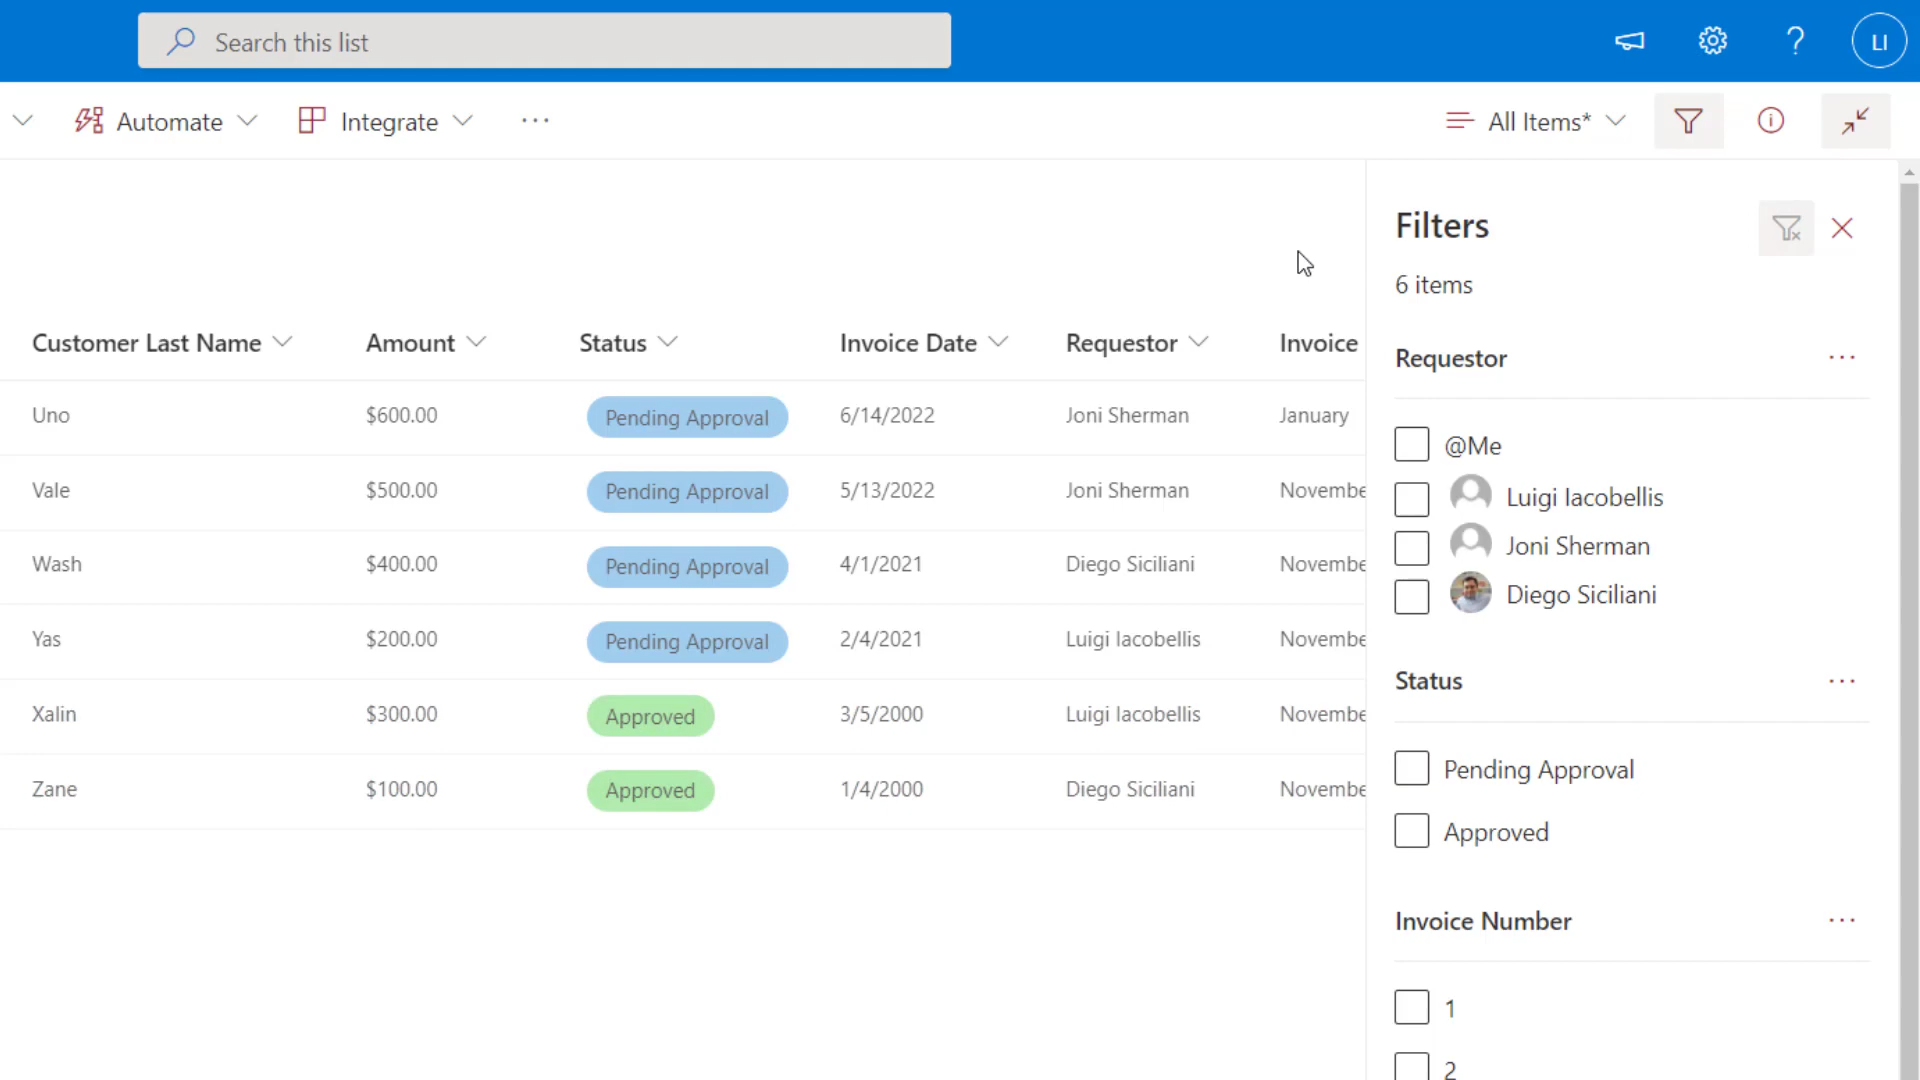 Search this list
LI
Automate
Integrate
All Items*
Filters
6 items
Customer Last Name Amount Status Invoice Date Requestor Invoice
Uno $600.00 Pending Approval 6/14/2022 Joni Sherman January
Vale $500.00 Pending Approval 5/13/2022 Joni Sherman Novembe
Wash $400.00 Pending Approval 4/1/2021 Diego Siciliani Novembe
Yas $200.00 Pending Approval 2/4/2021 Luigi Iacobellis Novembe
Xalin $300.00 Approved 3/5/2000 Luigi Iacobellis Novembe
Zane $100.00 Approved 1/4/2000 Diego Siciliani Novembe
Requestor
@Me
Luigi Iacobellis
Joni Sherman
Diego Siciliani
Status
Pending Approval
Approved
Invoice Number
1
2